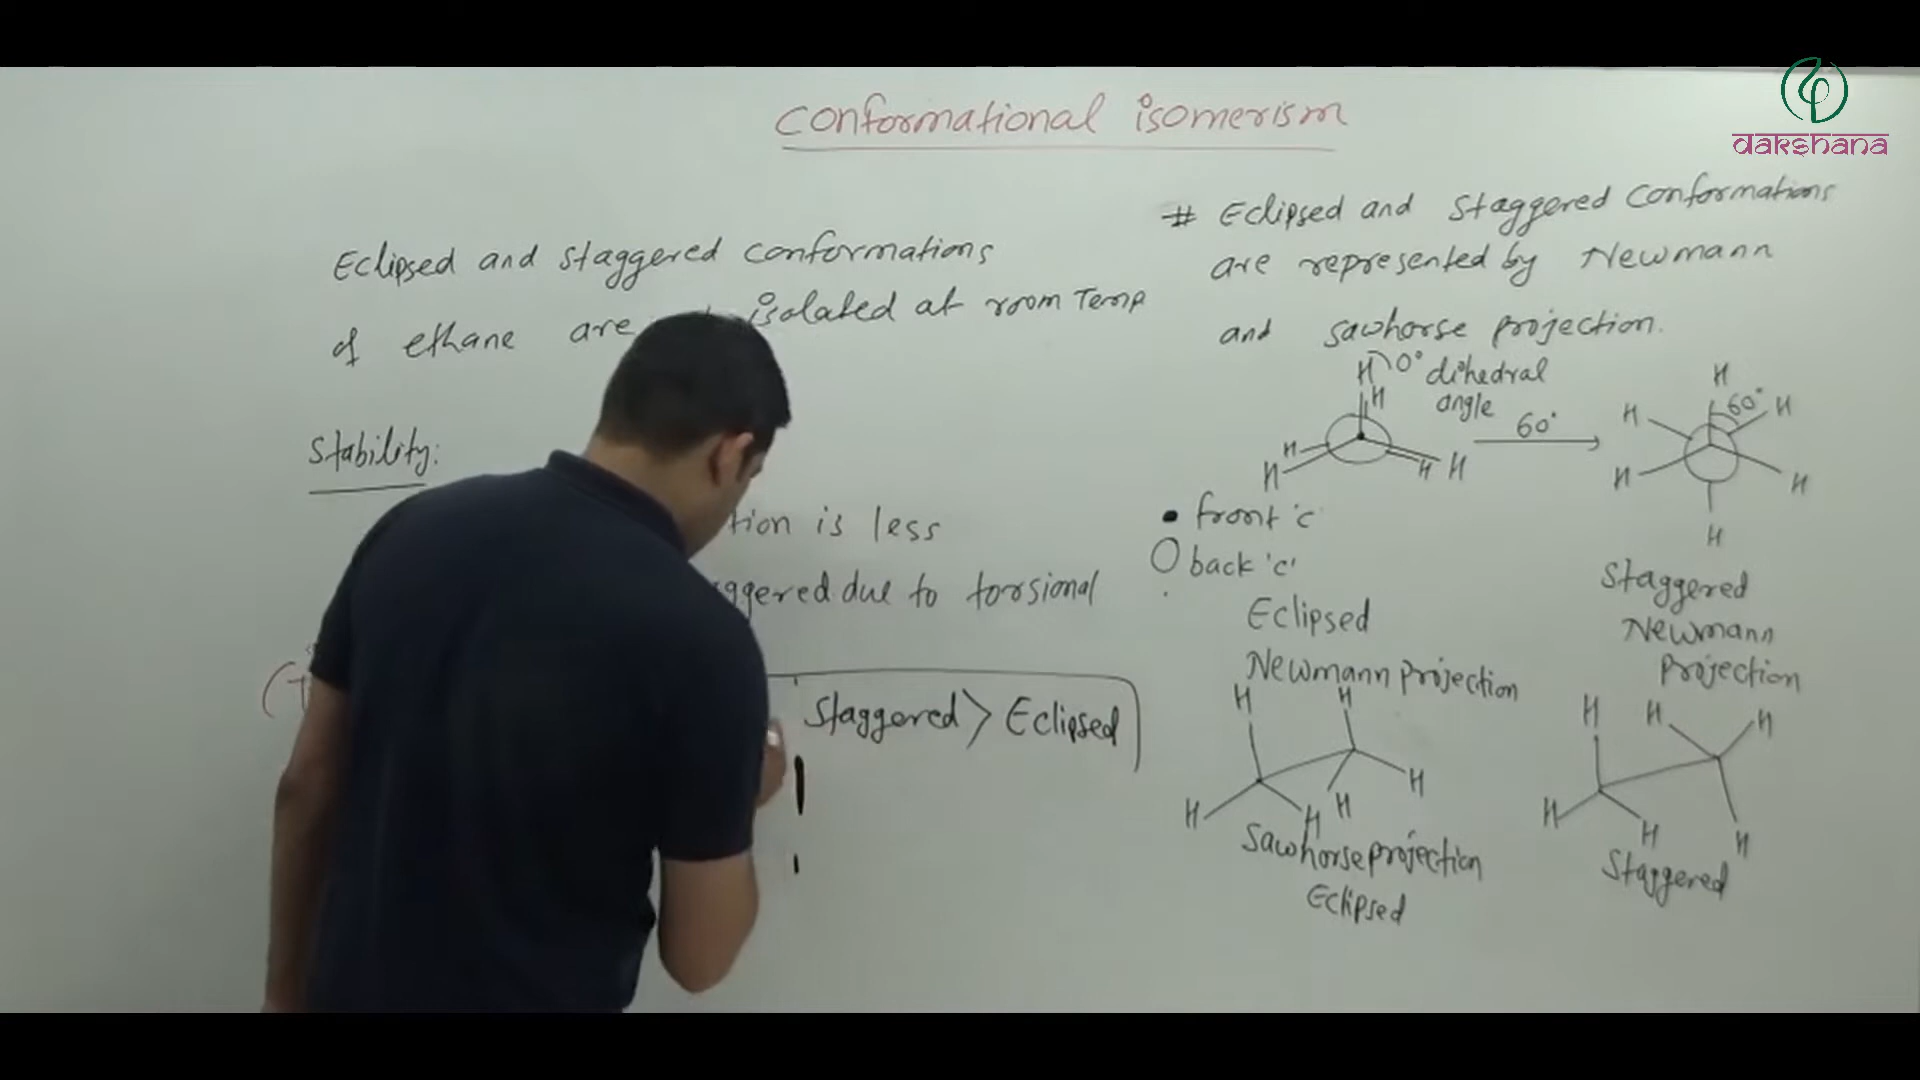 conformational isomerism
dakshana
Eclipsed and staggered conformations
of ethane are isolated at room Temp
Stability:
tion is less
ggered due to torsional
Staggered > Eclipsed
# Eclipsed and staggered conformations
are represented by Newmann
and sawhorse projection.
H 0° dihedral
angle
H
H
H
H
H
60°
H
H
60°
H
H
H
H
• front 'c'
O back 'c'
Eclipsed
Newmann projection
Staggered
Newmann
projection
H
H
H
H
H
H
Sawhorse projection
Eclipsed
H
H
H
H
H
H
Staggered